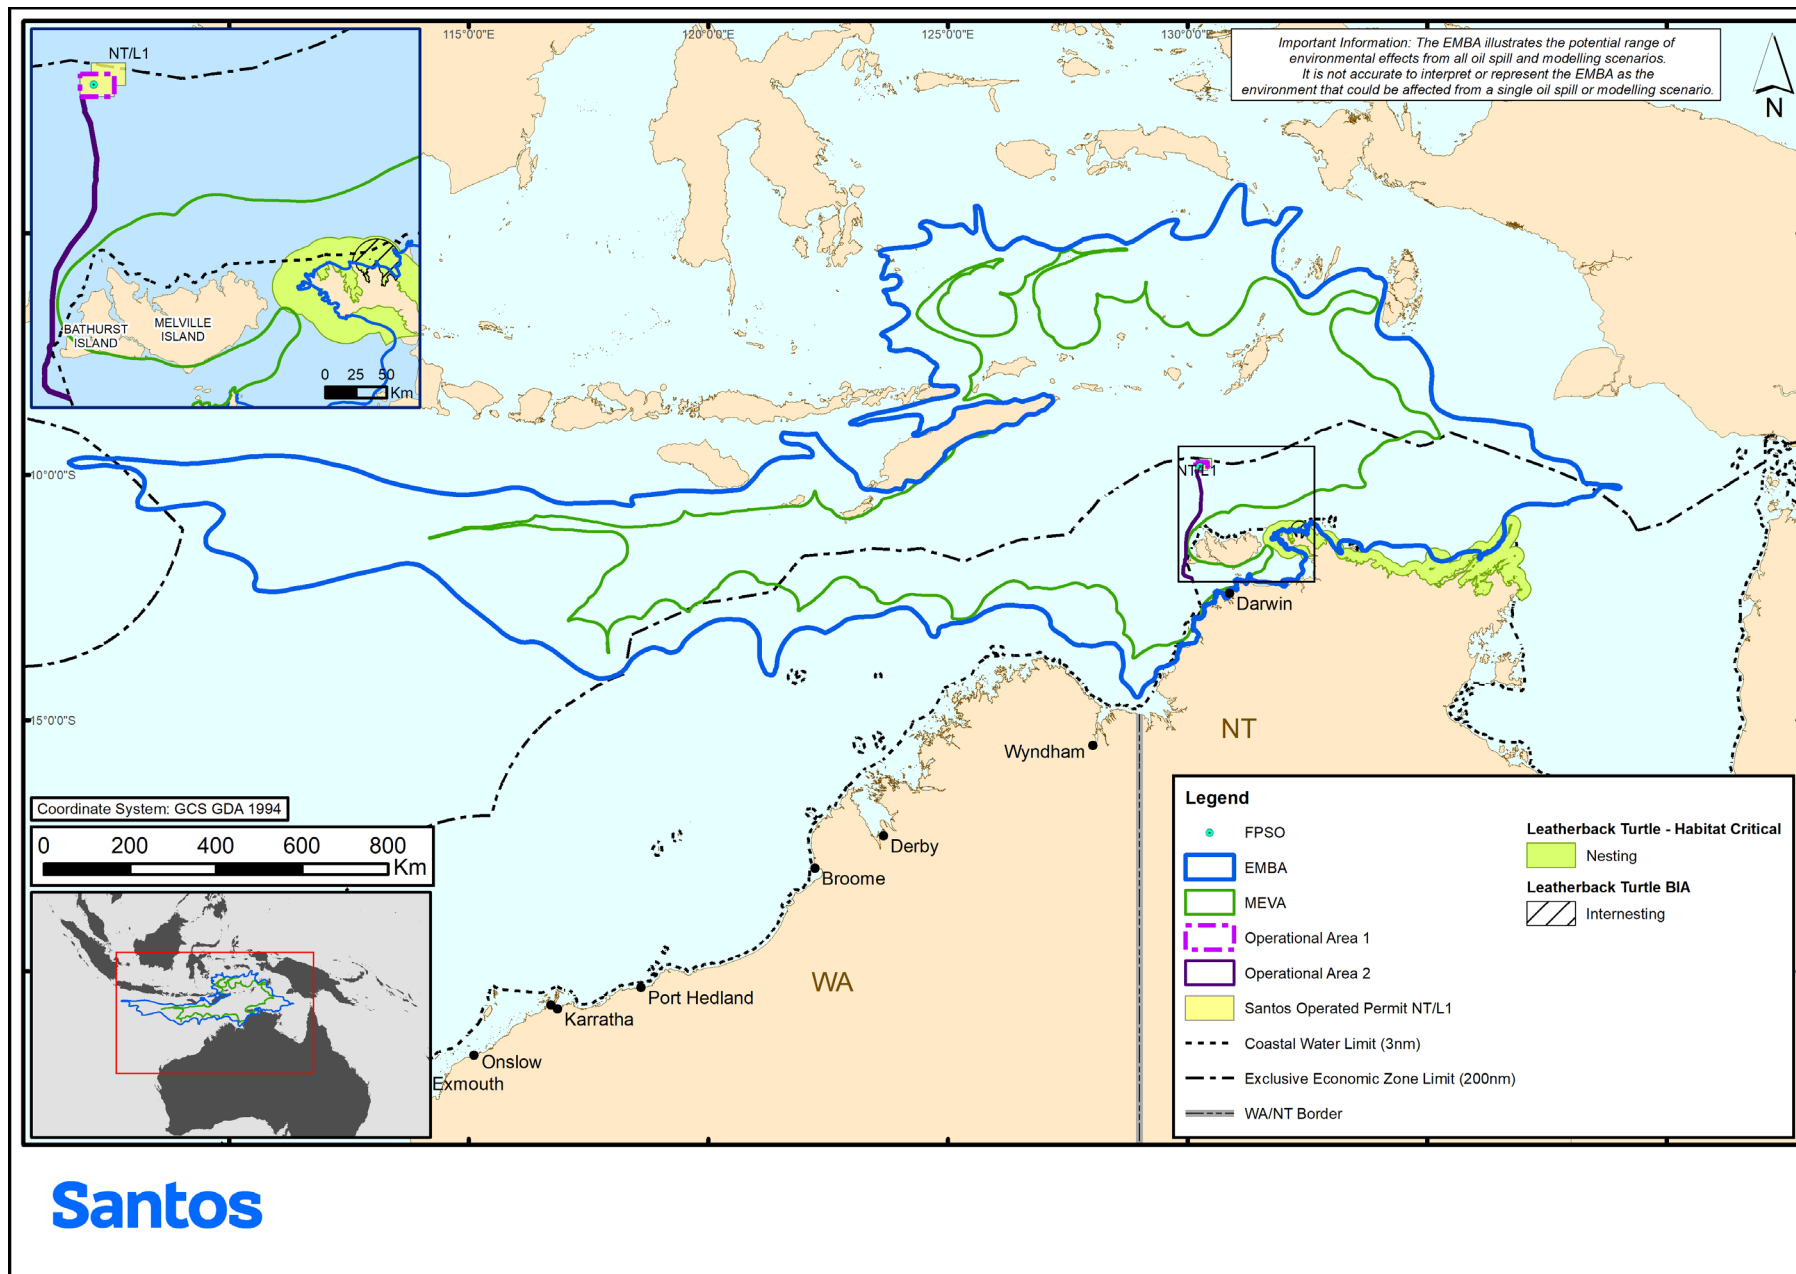 115°0'0"E
120°0'0"E
125°0'0"E
130°0'0"E
Important Information: The EMBA illustrates the potential range of
environmental effects from all oil spill and modelling scenarios.
It is not accurate to interpret or represent the EMBA as the
environment that could be affected from a single oil spill or modelling scenario.
N
NT/L1
BATHURST
ISLAND
MELVILLE
ISLAND
0 25 50
Km
10°0'0"S
NT/L1
Darwin
15°0'0"S
NT
Wyndham
Derby
Broome
WA
Port Hedland
Karratha
Onslow
Exmouth
Coordinate System: GCS GDA 1994
0 200 400 600 800
Km
Legend
FPSO
EMBA
MEVA
Operational Area 1
Operational Area 2
Santos Operated Permit NT/L1
Coastal Water Limit (3nm)
Exclusive Economic Zone Limit (200nm)
WA/NT Border
Leatherback Turtle - Habitat Critical
Nesting
Leatherback Turtle BIA
Internesting
Santos